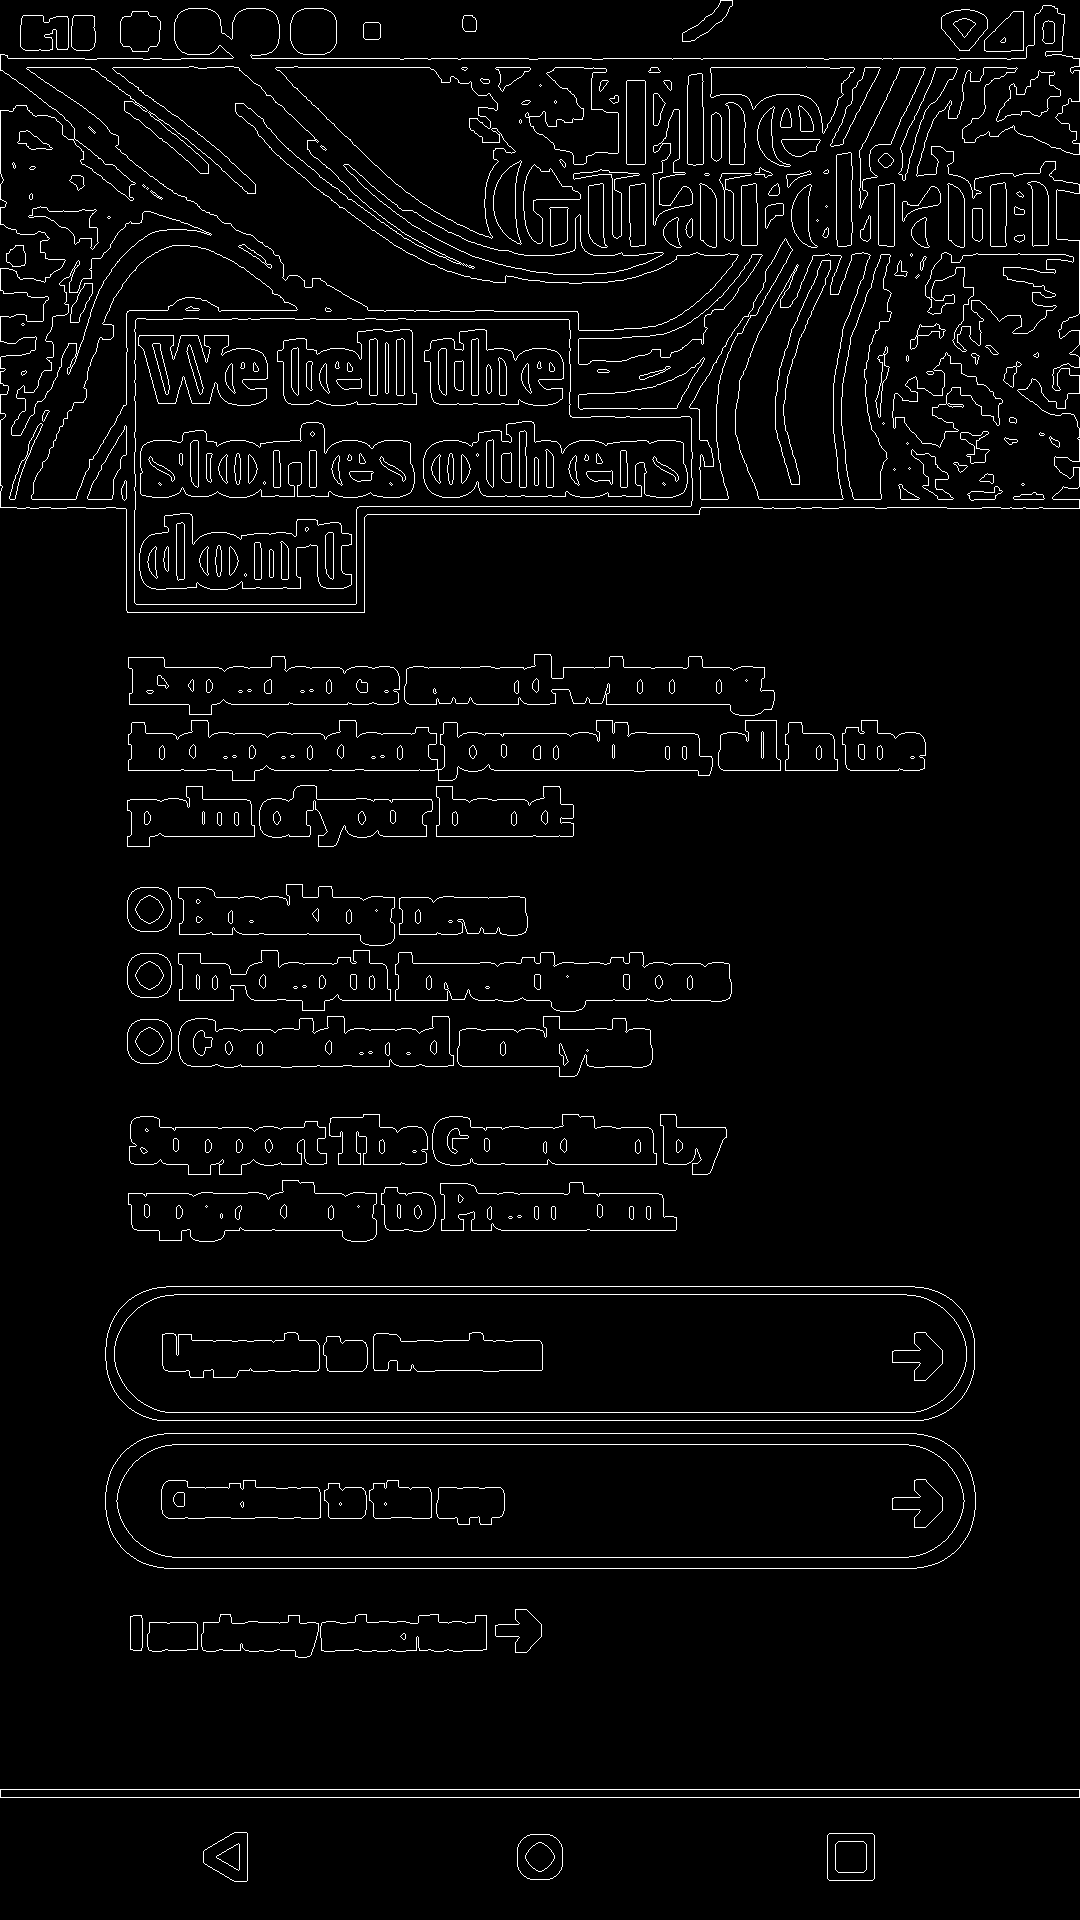 The
Guardian
We tell the
stories others
don't
Experience award-winning,
independent journalism, all in the
palm of your hand:
Breaking news
In-depth investigations
Considered analysis
Support The Guardian by
upgrading to Premium.
Upgrade to Premium
Continue to the app
I'm already subscribed